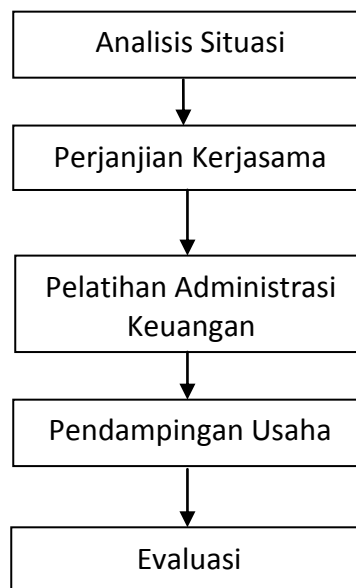 Analisis Situasi
Perjanjian Kerjasama
Pelatihan Administrasi
Keuangan
Pendampingan Usaha
Evaluasi